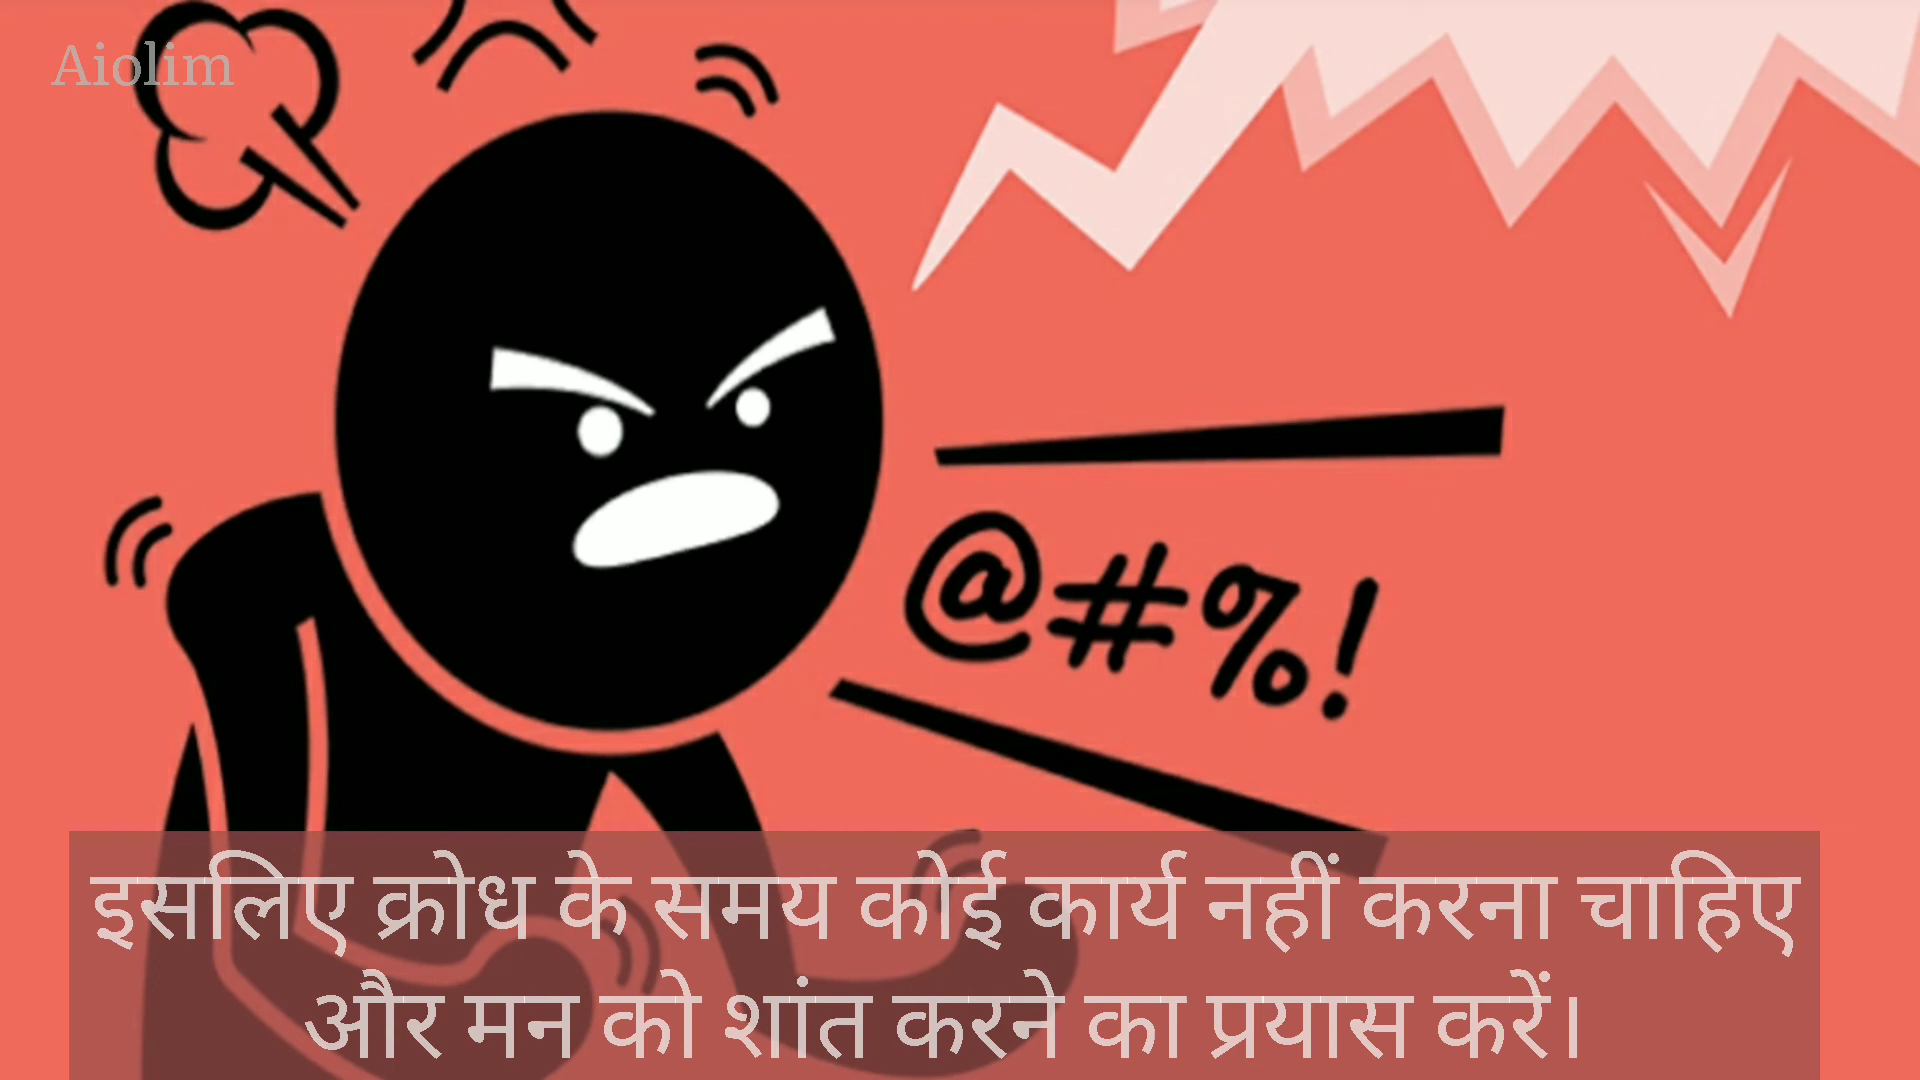 Aiolim
@#%!
इसलिए क्रोध के समय कोई कार्य नहीं करना चाहिए
और मन को शांत करने का प्रयास करें।